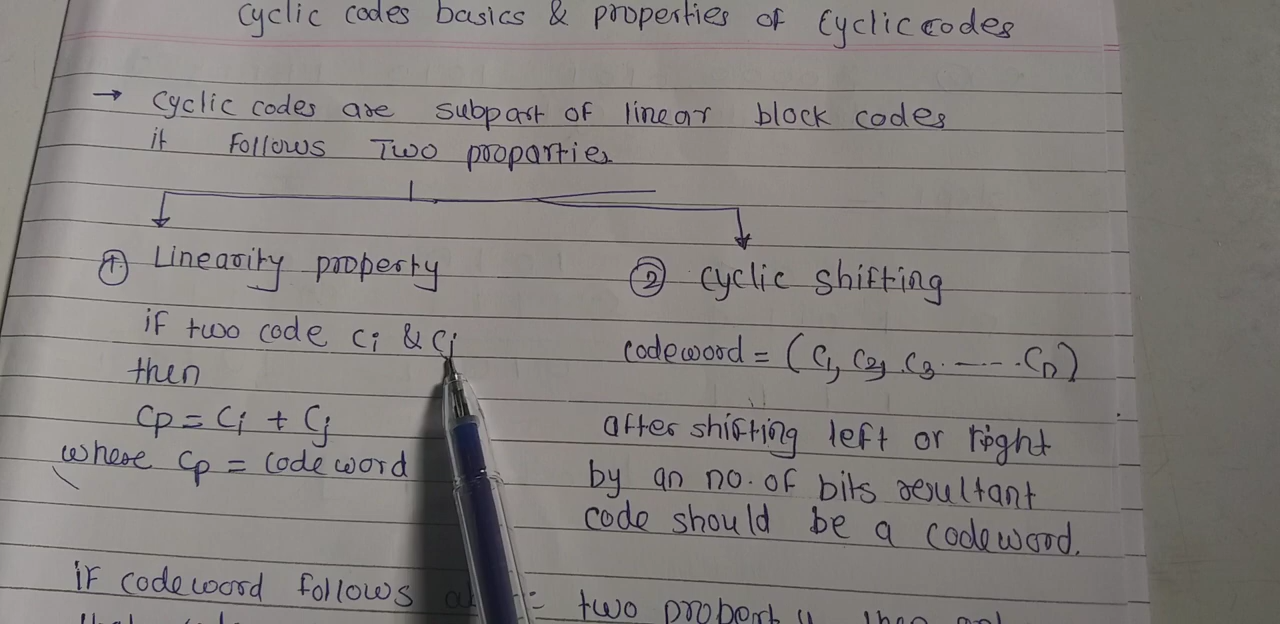 cyclic codes basics & properties of cyclic codes
→ cyclic codes are subpart of linear block codes
it follows Two proparties
① Linearity property
if two code Ci & Cj
then
Cp = Ci + Cj
where Cp = codeword
② cyclic shifting
codeword = (C1, C2, C3 ---- Cn)
after shifting left or right
by an no. of bits resultant
code should be a codeword.
if codeword follows two